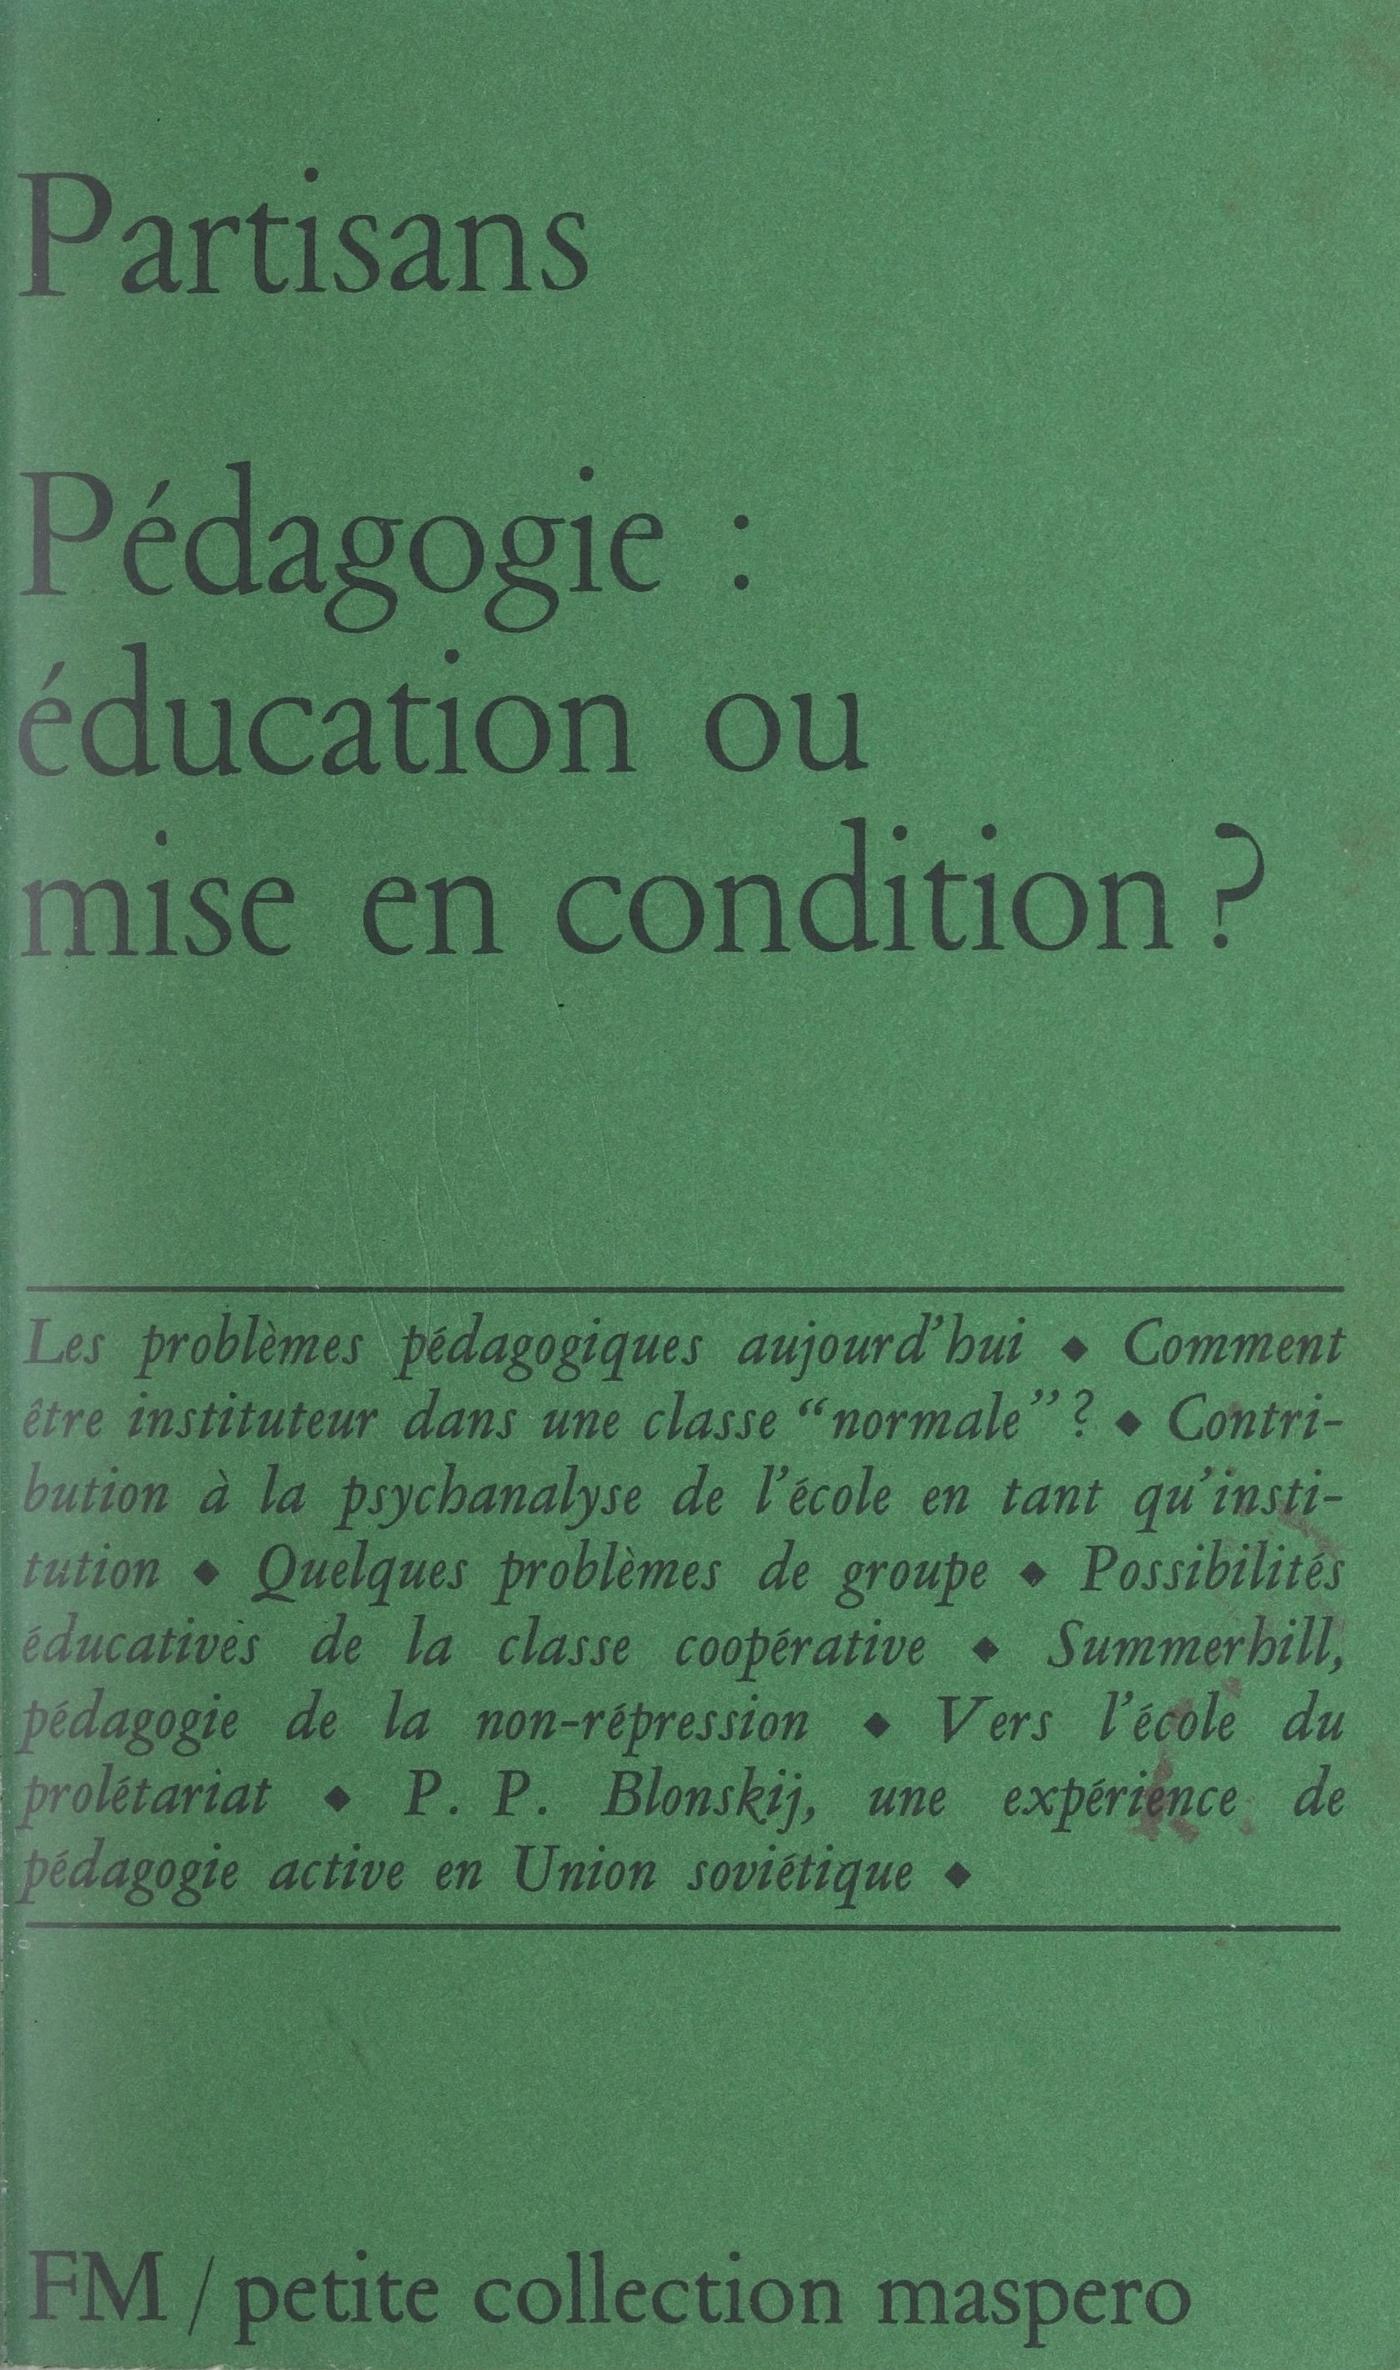 Partisans
Pédagogie :
éducation ou
mise en condition ?
Les problèmes pédagogiques aujourd'hui ◆ Comment
être instituteur dans une classe “normale” ? ◆ Contri-
bution à la psychanalyse de l'école en tant qu'insti-
tution ◆ Quelques problèmes de groupe ◆ Possibilités
éducatives de la classe coopérative ◆ Summerhill,
pédagogie de la non-répression ◆ Vers l'école du
prolétariat ◆ P. P. Blonskij, une expérience de
pédagogie active en Union soviétique ◆
FM / petite collection maspero